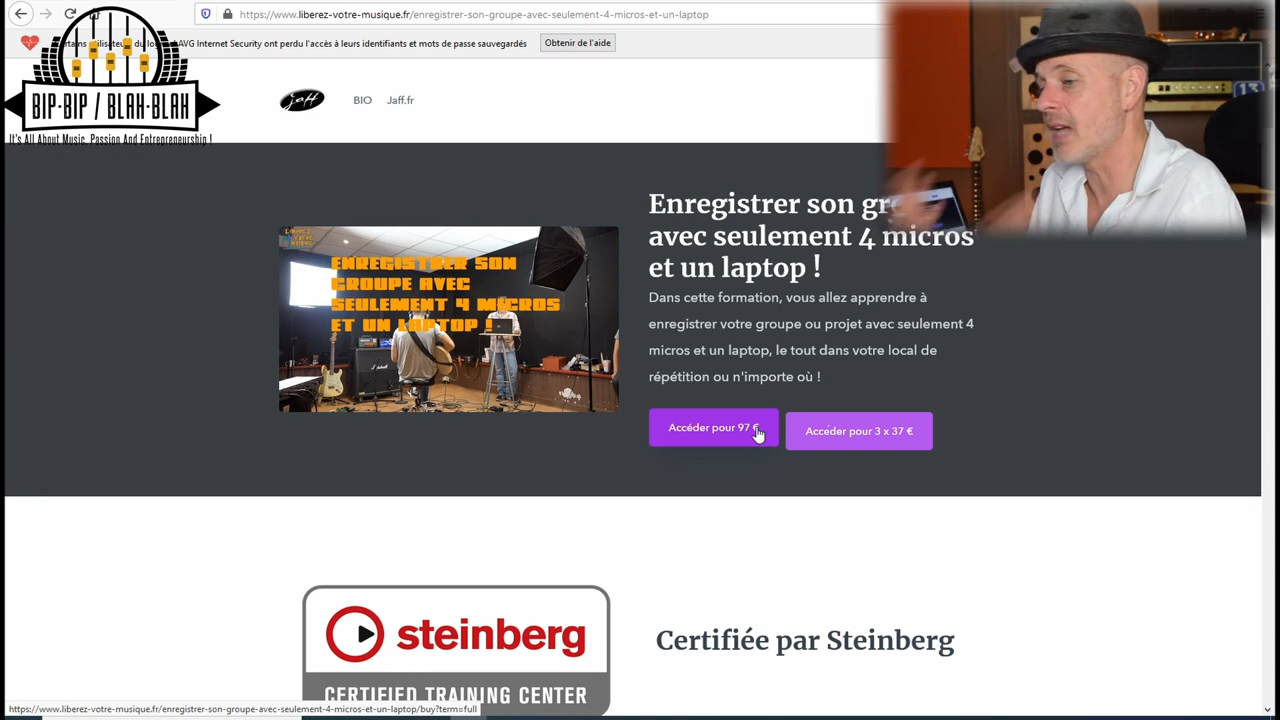 https://www.liberez-votre-musique.fr/enregistrer-son-groupe-avec-seulement-4-micros-et-un-laptop
AVG Internet Security ont perdu l'accès à leurs identifiants et mots de passe sauvegardés
Obtenir de l'aide
BIP-BIP / BLAH-BLAH
It's All About Music, Passion And Entrepreneurship !
jaff
BIO
Jaff.fr
13
Enregistrer son
avec seulement 4 micros
et un laptop !
Dans cette formation, vous allez apprendre à
enregistrer votre groupe ou projet avec seulement 4
micros et un laptop, le tout dans votre local de
répétition ou n'importe où !
Accéder pour 97 €
Accéder pour 3 x 37 €
ENREGISTRER SON
GROUPE AVEC
SEULEMENT 4 MICROS
ET UN LAPTOP !
steinberg
CERTIFIED TRAINING CENTER
Certifiée par Steinberg
https://www.liberez-votre-musique.fr/enregistrer-son-groupe-avec-seulement-4-micros-et-un-laptop/buy?term=full